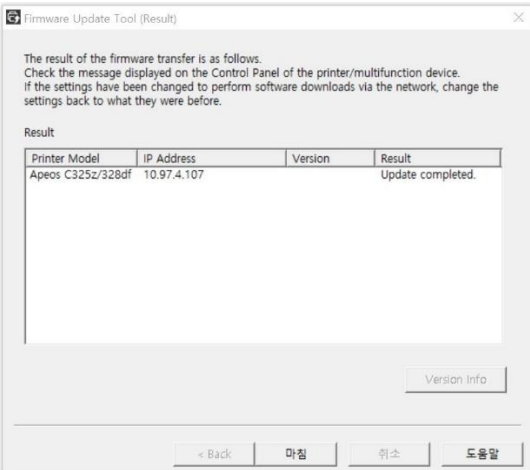 Firmware Update Tool (Result)
The result of the firmware transfer is as follows.
Check the message displayed on the Control Panel of the printer/multifunction device.
If the settings have been changed to perform software downloads via the network, change the
settings back to what they were before.
Result
Printer Model IP Address Version Result
Apeos C325z/328df 10.97.4.107 Update completed.
Version Info
< Back 마침 취소 도움말